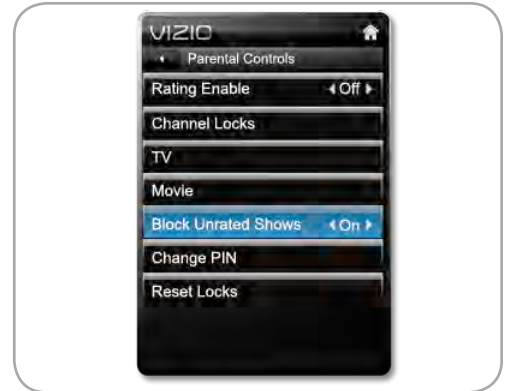 VIZIO
Parental Controls
Rating Enable Off
Channel Locks
TV
Movie
Block Unrated Shows On
Change PIN
Reset Locks